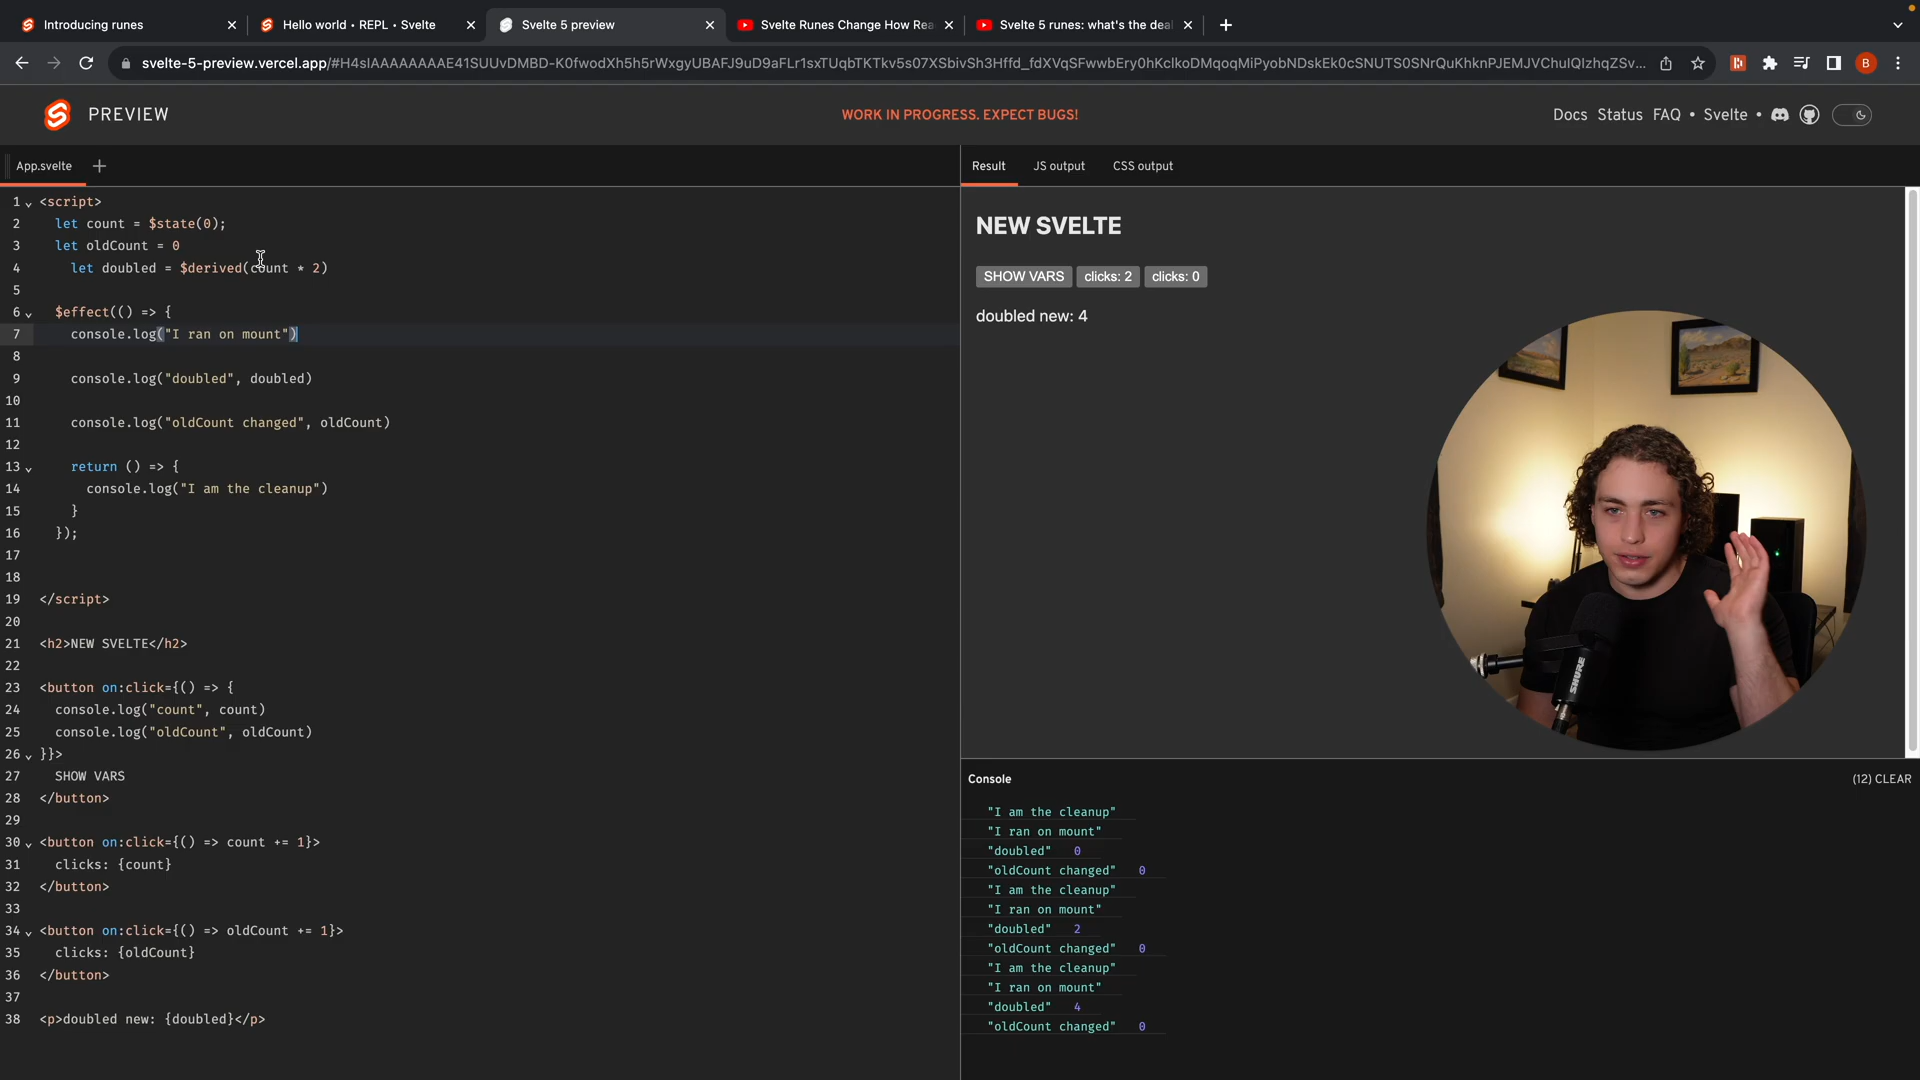 Introducing runes
Hello world • REPL • Svelte
Svelte 5 preview
Svelte Runes Change How Rea
Svelte 5 runes: what's the dea
PREVIEW
WORK IN PROGRESS. EXPECT BUGS!
Docs Status FAQ • Svelte •
B
App.svelte
Result JS output CSS output
1 <script>
2 let count = $state(0);
3 let oldCount = 0
4 let doubled = $derived(count * 2)
5
6 $effect(() => {
7 console.log("I ran on mount")
8
9 console.log("doubled", doubled)
10
11 console.log("oldCount changed", oldCount)
12
13 return () => {
14 console.log("I am the cleanup")
15 }
16 });
17
18
19 </script>
20
21 <h2>NEW SVELTE</h2>
22
23 <button on:click={() => {
24 console.log("count", count)
25 console.log("oldCount", oldCount)
26 }}>
27 SHOW VARS
28 </button>
29
30 <button on:click={() => count += 1}>
31 clicks: {count}
32 </button>
33
34 <button on:click={() => oldCount += 1}>
35 clicks: {oldCount}
36 </button>
37
38 <p>doubled new: {doubled}</p>
NEW SVELTE
SHOW VARS clicks: 2 clicks: 0
doubled new: 4
SHURE
Console
(12) CLEAR
"I am the cleanup"
"I ran on mount"
"doubled" 0
"oldCount changed" 0
"I am the cleanup"
"I ran on mount"
"doubled" 2
"oldCount changed" 0
"I am the cleanup"
"I ran on mount"
"doubled" 4
"oldCount changed" 0